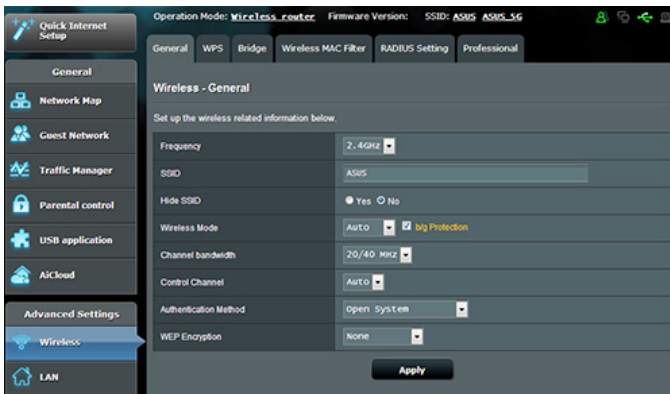 Quick Internet Setup
Operation Mode: Wireless router Firmware Version: SSID: ASUS ASUS_5G
General WPS Bridge Wireless MAC Filter RADIUS Setting Professional
General
Network Map
Guest Network
Traffic Manager
Parental control
USB application
AiCloud
Advanced Settings
Wireless
LAN
Wireless - General
Set up the wireless related information below.
Frequency 2.4GHz
SSID ASUS
Hide SSID Yes No
Wireless Mode Auto b/g Protection
Channel bandwidth 20/40 MHz
Control Channel Auto
Authentication Method Open System
WEP Encryption None
Apply